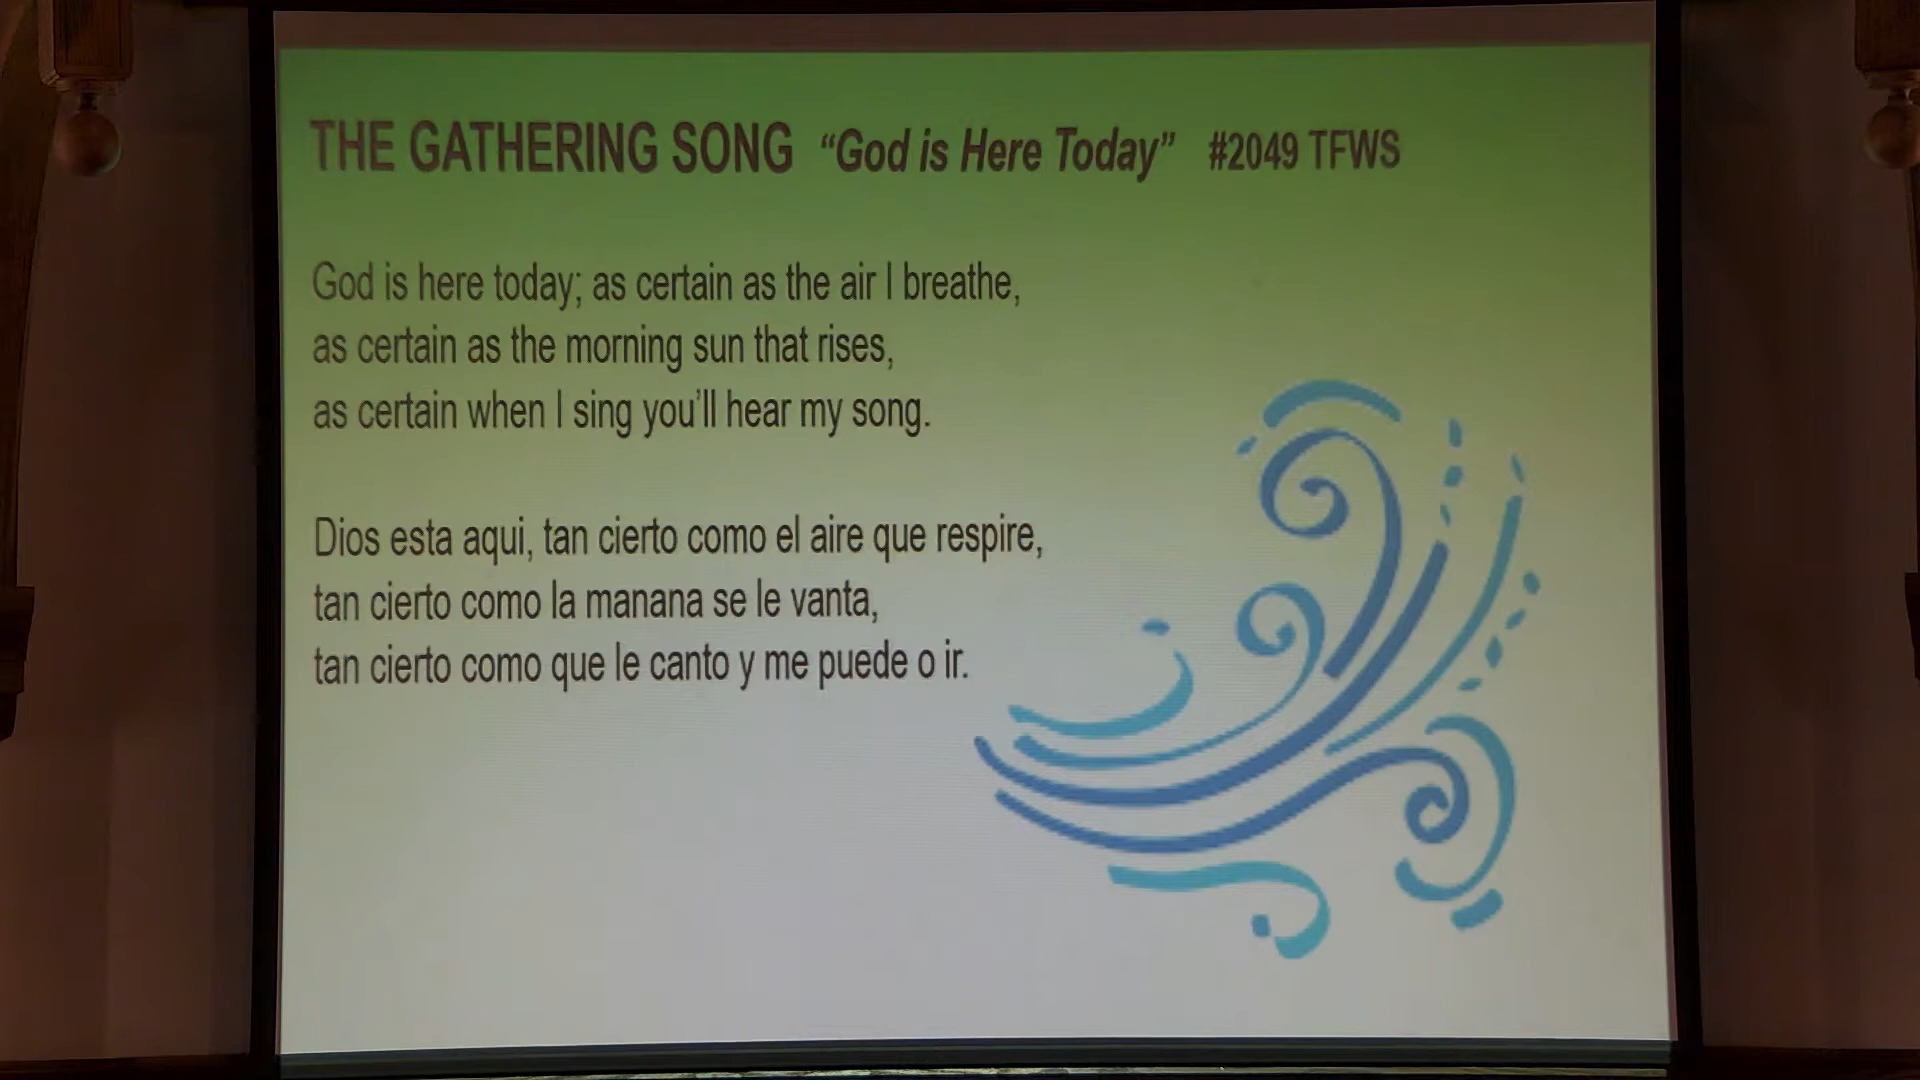 THE GATHERING SONG “God is Here Today” #2049 TFWS
God is here today; as certain as the air I breathe,
as certain as the morning sun that rises,
as certain when I sing you'll hear my song.
Dios esta aqui, tan cierto como el aire que respire,
tan cierto como la manana se le vanta,
tan cierto como que le canto y me puede o ir.